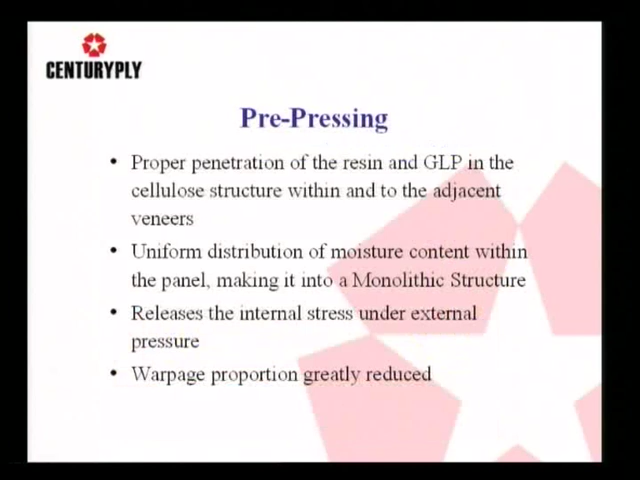 CENTURYPLY
Pre-Pressing
• Proper penetration of the resin and GLP in the
cellulose structure within and to the adjacent
veneers
• Uniform distribution of moisture content within
the panel, making it into a Monolithic Structure
• Releases the internal stress under external
pressure
• Warpage proportion greatly reduced